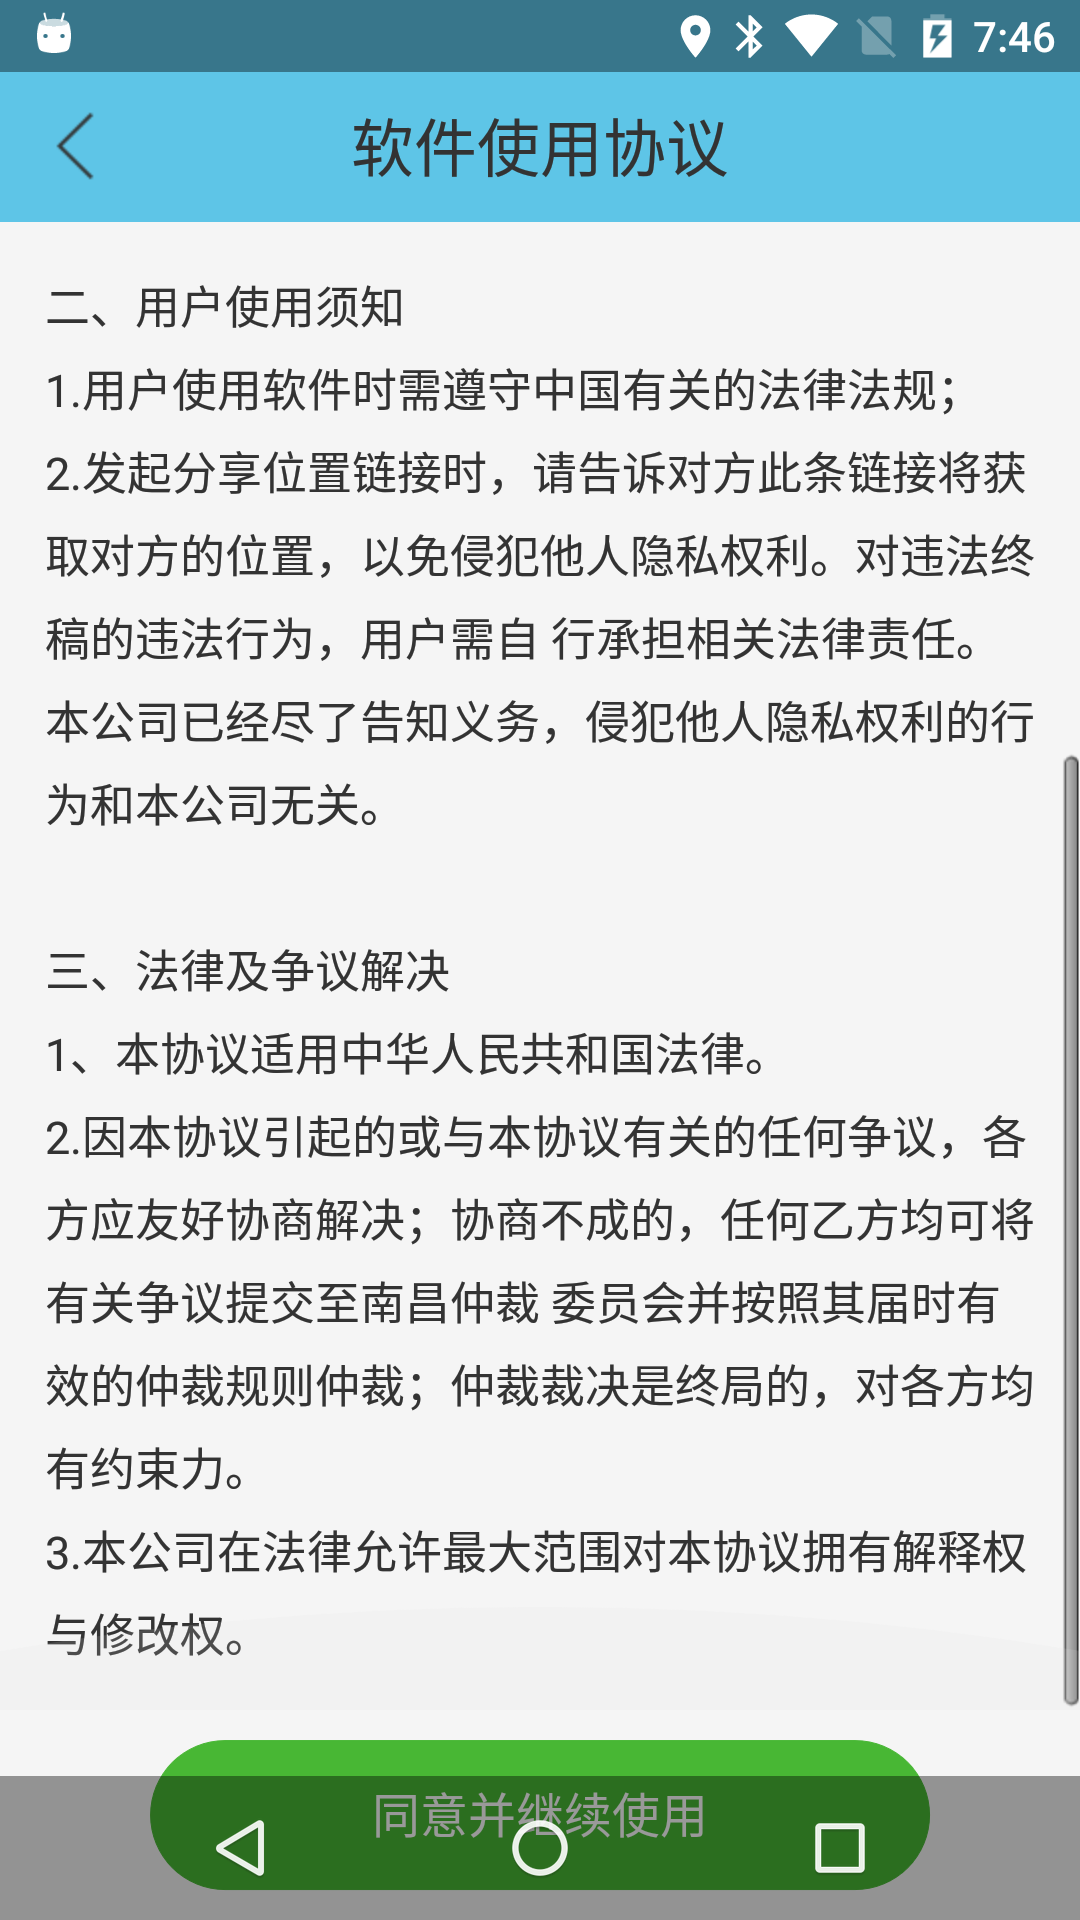 7:46
软件使用协议
二、用户使用须知
1.用户使用软件时需遵守中国有关的法律法规；
2.发起分享位置链接时，请告诉对方此条链接将获
取对方的位置，以免侵犯他人隐私权利。对违法终
稿的违法行为，用户需自 行承担相关法律责任。
本公司已经尽了告知义务，侵犯他人隐私权利的行
为和本公司无关。
三、法律及争议解决
1、本协议适用中华人民共和国法律。
2.因本协议引起的或与本协议有关的任何争议，各
方应友好协商解决；协商不成的，任何乙方均可将
有关争议提交至南昌仲裁 委员会并按照其届时有
效的仲裁规则仲裁；仲裁裁决是终局的，对各方均
有约束力。
3.本公司在法律允许最大范围对本协议拥有解释权
与修改权。
同意并继续使用